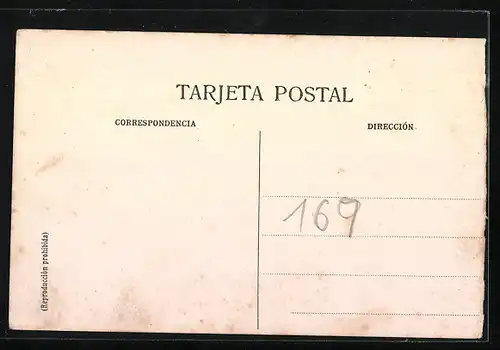 TARJETA POSTAL
CORRESPONDENCIA
DIRECCIÓN
169
(Reproducción prohibida)